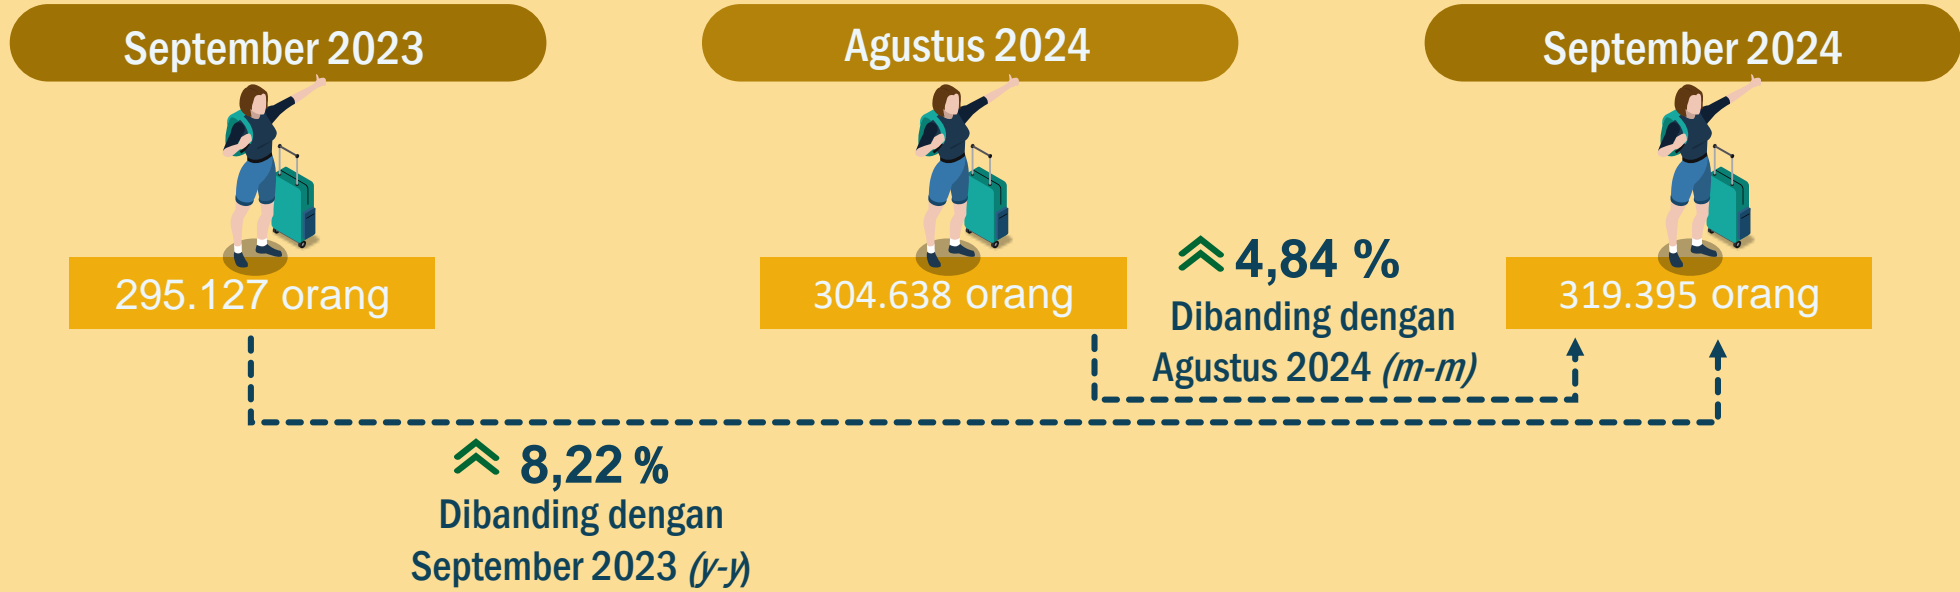 September 2023
Agustus 2024
September 2024
295.127 orang
304.638 orang
319.395 orang
4,84 %
Dibanding dengan
Agustus 2024 (m-m)
8,22 %
Dibanding dengan
September 2023 (y-y)